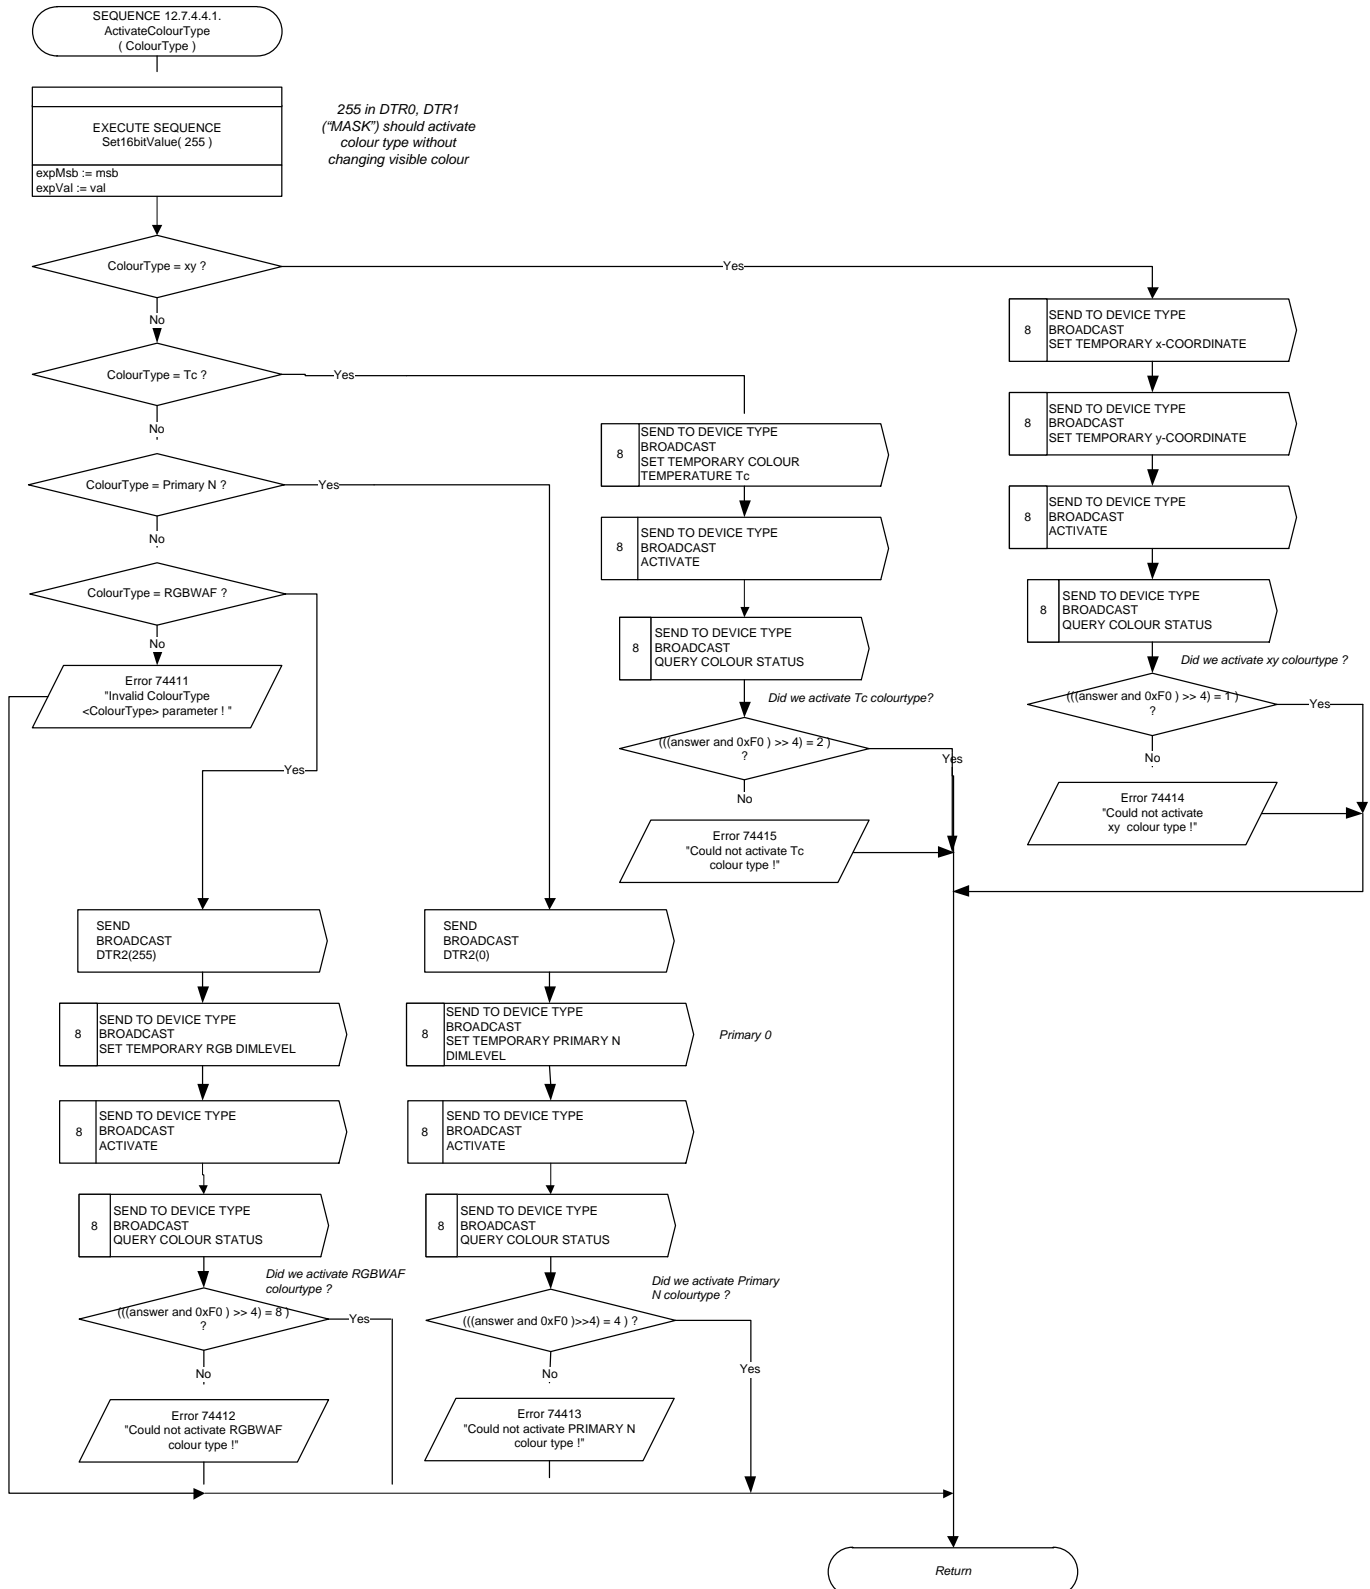 SEQUENCE 12.7.4.4.1.
ActivateColourType
( ColourType )
EXECUTE SEQUENCE
Set16bitValue( 255 )
expMsb := msb
expVal := val
255 in DTR0, DTR1
(“MASK”) should activate
colour type without
changing visible colour
ColourType = xy ?
Yes
No
ColourType = Tc ?
Yes
No
ColourType = Primary N ?
Yes
No
ColourType = RGBWAF ?
Yes
No
Error 74411
"Invalid ColourType
<ColourType> parameter ! "
8
SEND TO DEVICE TYPE
BROADCAST
SET TEMPORARY x-COORDINATE
8
SEND TO DEVICE TYPE
BROADCAST
SET TEMPORARY y-COORDINATE
8
SEND TO DEVICE TYPE
BROADCAST
ACTIVATE
8
SEND TO DEVICE TYPE
BROADCAST
QUERY COLOUR STATUS
Did we activate xy colourtype ?
(((answer and 0xF0 ) >> 4) = 1 )
?
Yes
No
Error 74414
"Could not activate
xy  colour type !"
8
SEND TO DEVICE TYPE
BROADCAST
SET TEMPORARY COLOUR
TEMPERATURE Tc
8
SEND TO DEVICE TYPE
BROADCAST
ACTIVATE
8
SEND TO DEVICE TYPE
BROADCAST
QUERY COLOUR STATUS
Did we activate Tc colourtype?
(((answer and 0xF0 ) >> 4) = 2 )
?
Yes
No
Error 74415
"Could not activate Tc
colour type !"
SEND
BROADCAST
DTR2(255)
8
SEND TO DEVICE TYPE
BROADCAST
SET TEMPORARY RGB DIMLEVEL
8
SEND TO DEVICE TYPE
BROADCAST
ACTIVATE
8
SEND TO DEVICE TYPE
BROADCAST
QUERY COLOUR STATUS
Did we activate RGBWAF
colourtype ?
(((answer and 0xF0 ) >> 4) = 8 )
?
Yes
No
Error 74412
"Could not activate RGBWAF
colour type !"
SEND
BROADCAST
DTR2(0)
8
SEND TO DEVICE TYPE
BROADCAST
SET TEMPORARY PRIMARY N
DIMLEVEL
Primary 0
8
SEND TO DEVICE TYPE
BROADCAST
ACTIVATE
8
SEND TO DEVICE TYPE
BROADCAST
QUERY COLOUR STATUS
Did we activate Primary
N colourtype ?
(((answer and 0xF0 )>>4) = 4 ) ?
Yes
No
Error 74413
"Could not activate PRIMARY N
colour type !"
Return